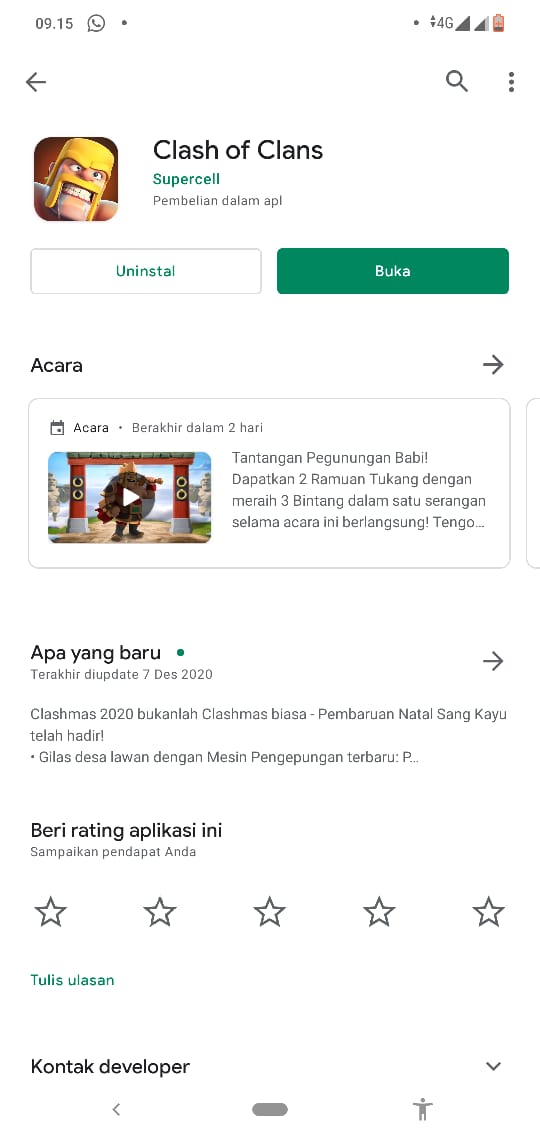 09.15
4G
Clash of Clans
Supercell
Pembelian dalam apl
Uninstal
Buka
Acara
Acara • Berakhir dalam 2 hari
Tantangan Pegunungan Babi!
Dapatkan 2 Ramuan Tukang dengan
meraih 3 Bintang dalam satu serangan
selama acara ini berlangsung! Tengo...
Apa yang baru •
Terakhir diupdate 7 Des 2020
Clashmas 2020 bukanlah Clashmas biasa - Pembaruan Natal Sang Kayu
telah hadir!
• Gilas desa lawan dengan Mesin Pengepungan terbaru: P...
Beri rating aplikasi ini
Sampaikan pendapat Anda
Tulis ulasan
Kontak developer